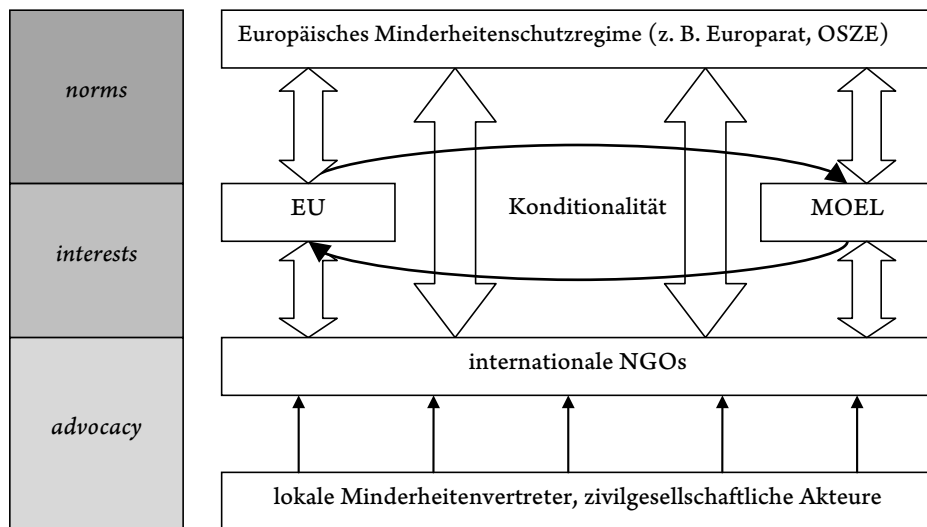 Europäisches Minderheitenschutzregime (z. B. Europarat, OSZE)
norms
EU
Konditionalität
MOEL
interests
internationale NGOs
advocacy
lokale Minderheitenvertreter, zivilgesellschaftliche Akteure